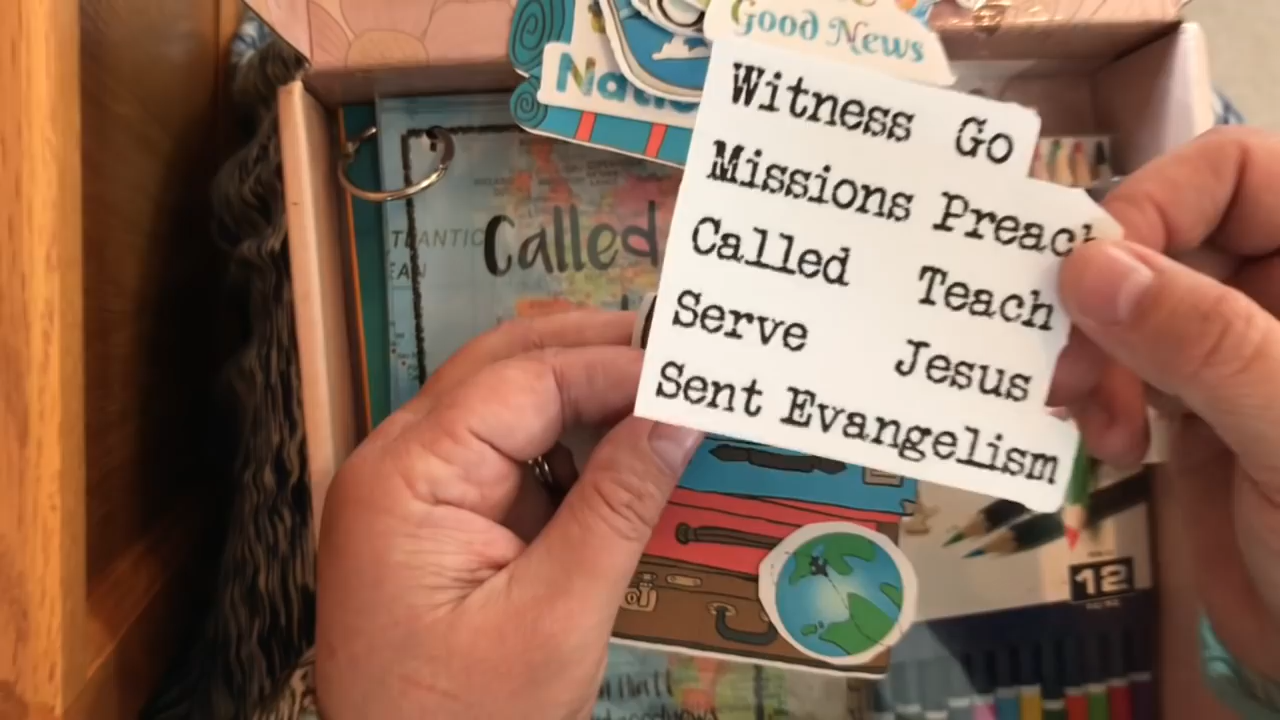 Good News
Witness Go
Missions Preach
Called Teach
Serve Jesus
Sent Evangelism
Called
12